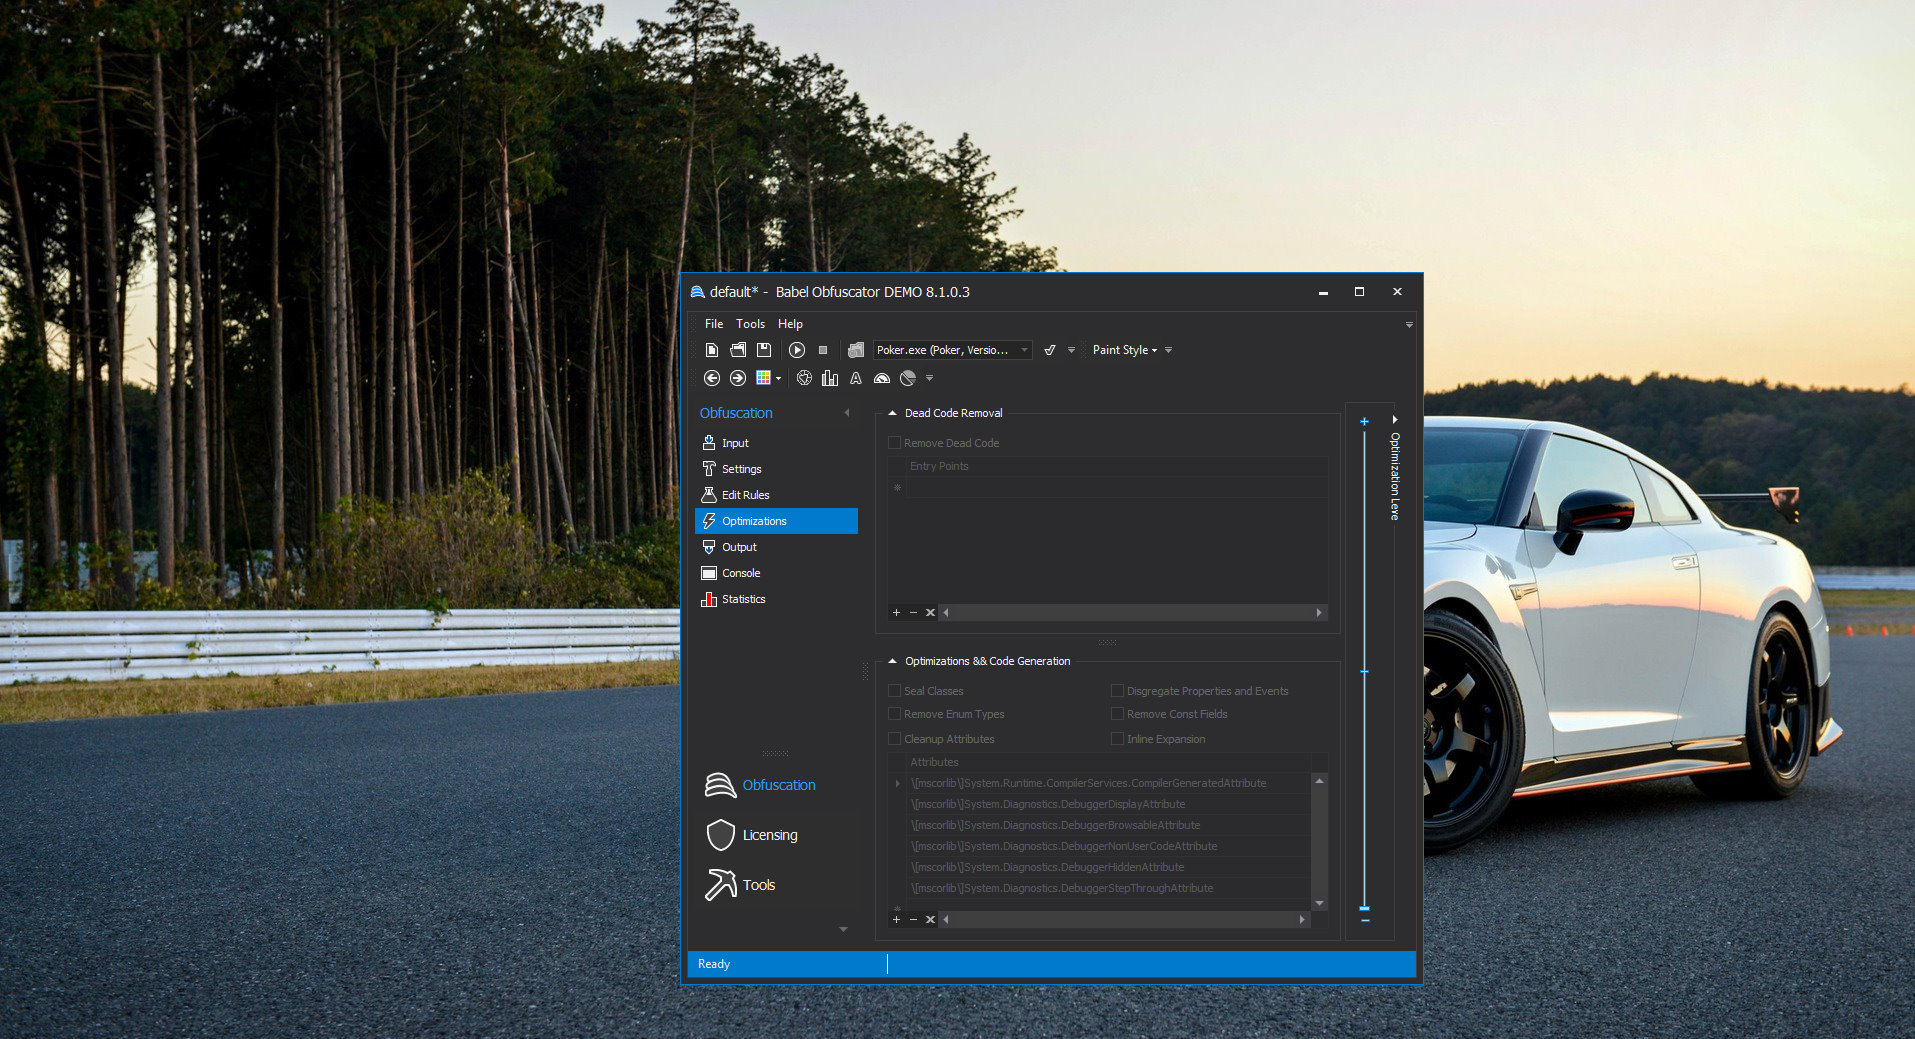 default* - Babel Obfuscator DEMO 8.1.0.3
File Tools Help
Poker.exe (Poker, Versio... Paint Style
Obfuscation
Input
Settings
Edit Rules
Optimizations
Output
Console
Statistics
Obfuscation
Licensing
Tools
Dead Code Removal
Remove Dead Code
Entry Points
Optimizations && Code Generation
Seal Classes
Disgregate Properties and Events
Remove Enum Types
Remove Const Fields
Cleanup Attributes
Inline Expansion
Attributes
\[mscorlib\]System.Runtime.CompilerServices.CompilerGeneratedAttribute
\[mscorlib\]System.Diagnostics.DebuggerDisplayAttribute
\[mscorlib\]System.Diagnostics.DebuggerBrowsableAttribute
\[mscorlib\]System.Diagnostics.DebuggerNonUserCodeAttribute
\[mscorlib\]System.Diagnostics.DebuggerHiddenAttribute
\[mscorlib\]System.Diagnostics.DebuggerStepThroughAttribute
Optimization Leve
Ready